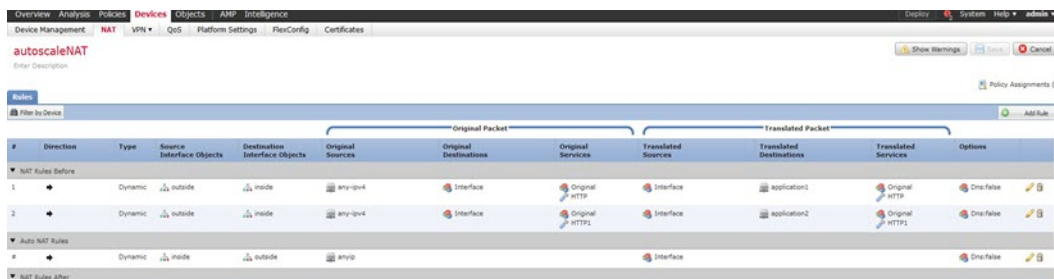 Overview Analysis Policies Devices Objects AMP Intelligence Deploy System Help ▾ admin ▾
Device Management NAT VPN ▾ QoS Platform Settings FlexConfig Certificates
autoscaleNAT
Show Warnings Save Cancel
Enter Description
Policy Assignments (
Rules
Filter by Device Add Rule
Original Packet Translated Packet
# Direction Type Source Interface Objects Destination Interface Objects Original Sources Original Destinations Original Services Translated Sources Translated Destinations Translated Services Options
▼ NAT Rules Before
1 Dynamic outside inside any-ipv4 Interface Original HTTP Interface application1 Original HTTP Dns:false
2 Dynamic outside inside any-ipv4 Interface Original HTTP1 Interface application2 Original HTTP1 Dns:false
▼ Auto NAT Rules
# Dynamic inside outside anyip Interface Dns:false
▼ NAT Rules After